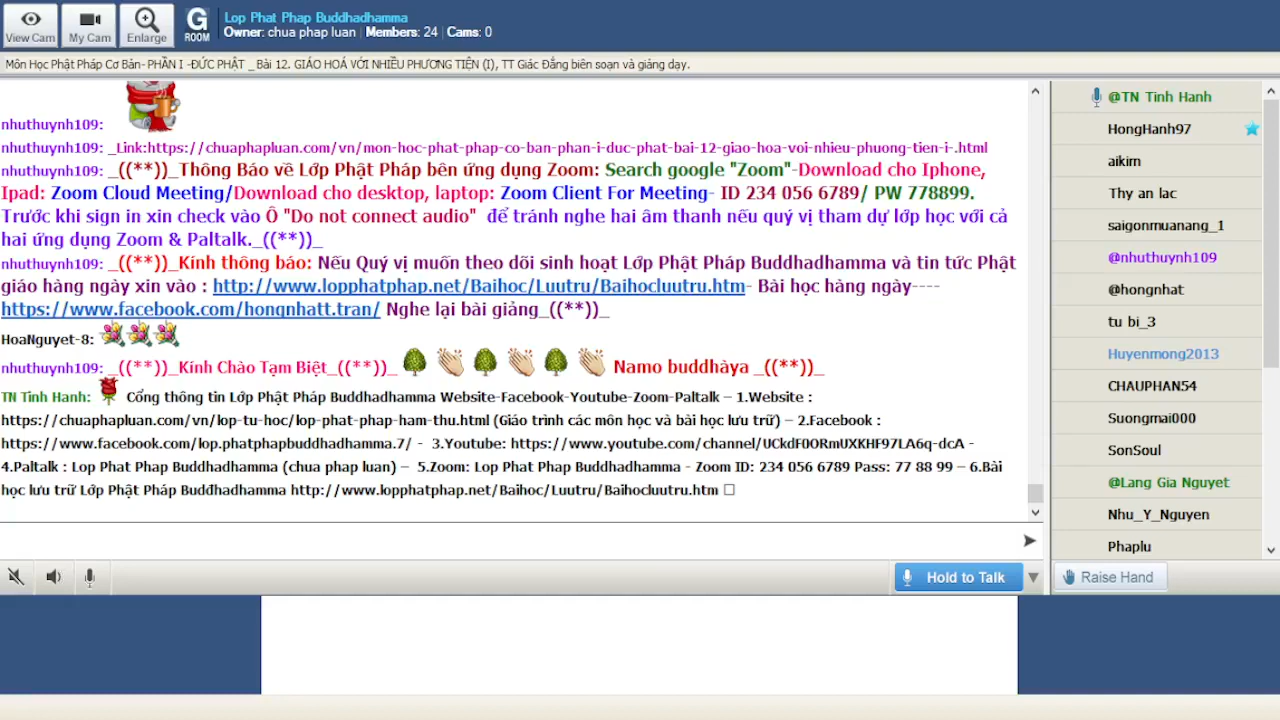 View Cam
My Cam
Enlarge
G
ROOM
Lop Phat Phap Buddhadhamma
Owner: chua phap luan | Members: 24 | Cams: 0
Môn Học Phật Pháp Cơ Bản- PHẦN I -ĐỨC PHẬT _ Bài 12. GIÁO HOÁ VỚI NHIỀU PHƯƠNG TIỆN (I), TT Giác Đẳng biên soạn và giảng dạy.
nhuthuynh109:
nhuthuynh109: _Link:https://chuaphapluan.com/vn/mon-hoc-phat-phap-co-ban-phan-i-duc-phat-bai-12-giao-hoa-voi-nhieu-phuong-tien-i-.html
nhuthuynh109: _((**))_Thông Báo về Lớp Phật Pháp bên ứng dụng Zoom: Search google "Zoom"-Download cho Iphone,
Ipad: Zoom Cloud Meeting/Download cho desktop, laptop: Zoom Client For Meeting- ID 234 056 6789/ PW 778899.
Trước khi sign in xin check vào Ô "Do not connect audio" để tránh nghe hai âm thanh nếu quý vị tham dự lớp học với cả
hai ứng dụng Zoom & Paltalk._((**))_
nhuthuynh109: _((**))_Kính thông báo: Nếu Quý vị muốn theo dõi sinh hoạt Lớp Phật Pháp Buddhadhamma và tin tức Phật
giáo hàng ngày xin vào : http://www.lopphatphap.net/Baihoc/Luutru/Baihocluutru.htm- Bài học hàng ngày----
https://www.facebook.com/hongnhatt.tran/ Nghe lại bài giảng_((**))_
HoaNguyet-8:
nhuthuynh109: _((**))_Kính Chào Tạm Biệt_((**))_ Namo buddhàya _((**))_
TN Tinh Hanh: Cổng thông tin Lớp Phật Pháp Buddhadhamma Website-Facebook-Youtube-Zoom-Paltalk – 1.Website :
https://chuaphapluan.com/vn/lop-tu-hoc/lop-phat-phap-ham-thu.html (Giáo trình các môn học và bài học lưu trữ) – 2.Facebook :
https://www.facebook.com/lop.phatphapbuddhadhamma.7/ - 3.Youtube: https://www.youtube.com/channel/UCkdF0ORmUXKHF97LA6q-dcA -
4.Paltalk : Lop Phat Phap Buddhadhamma (chua phap luan) – 5.Zoom: Lop Phat Phap Buddhadhamma - Zoom ID: 234 056 6789 Pass: 77 88 99 – 6.Bài
học lưu trữ Lớp Phật Pháp Buđdhadhamma http://www.lopphatphap.net/Baihoc/Luutru/Baihocluutru.htm
Hold to Talk
@TN Tinh Hanh
HongHanh97
aikim
Thy an lac
saigonmuanang_1
@nhuthuynh109
@hongnhat
tu bi_3
Huyenmong2013
CHAUPHAN54
Suongmai000
SonSoul
@Lang Gia Nguyet
Nhu_Y_Nguyen
Phaplu
Raise Hand